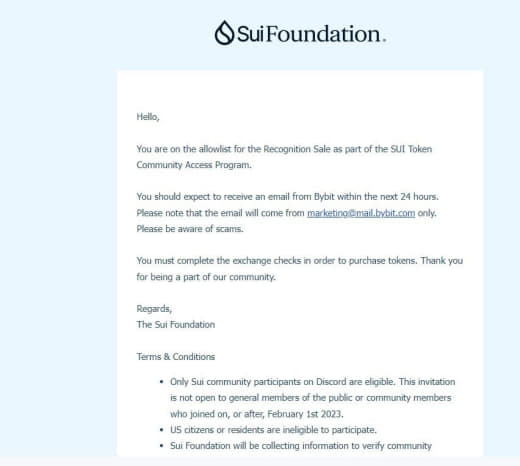 SuiFoundation.
Hello,
You are on the allowlist for the Recognition Sale as part of the SUI Token
Community Access Program.
You should expect to receive an email from Bybit within the next 24 hours.
Please note that the email will come from marketing@mail.bybit.com only.
Please be aware of scams.
You must complete the exchange checks in order to purchase tokens. Thank you
for being a part of our community.
Regards,
The Sui Foundation
Terms & Conditions
• Only Sui community participants on Discord are eligible. This invitation
is not open to general members of the public or community members
who joined on, or after, February 1st 2023.
• US citizens or residents are ineligible to participate.
• Sui Foundation will be collecting information to verify community